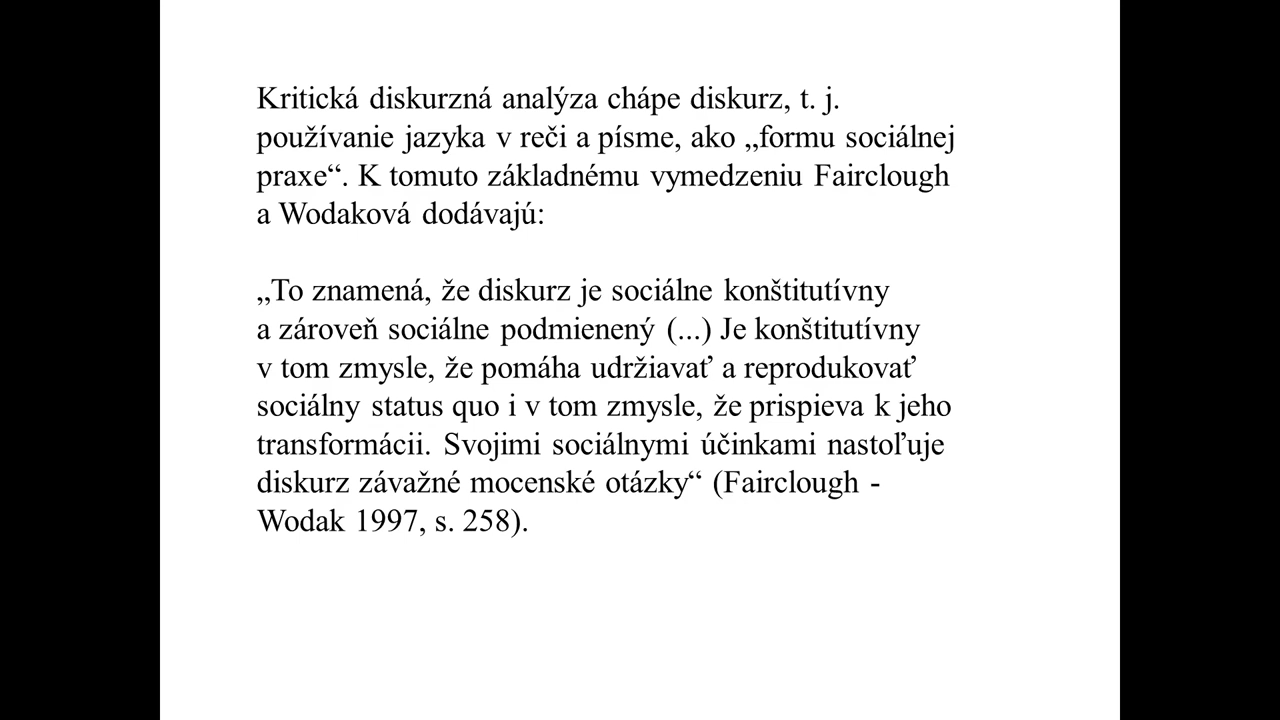 Kritická diskurzná analýza chápe diskurz, t. j.
používanie jazyka v reči a písme, ako „formu sociálnej
praxe“. K tomuto základnému vymedzeniu Fairclough
a Wodaková dodávajú:
„To znamená, že diskurz je sociálne konštitutívny
a zároveň sociálne podmienený (...) Je konštitutívny
v tom zmysle, že pomáha udržiavať a reprodukovať
sociálny status quo i v tom zmysle, že prispieva k jeho
transformácii. Svojimi sociálnymi účinkami nastoľuje
diskurz závažné mocenské otázky“ (Fairclough -
Wodak 1997, s. 258).